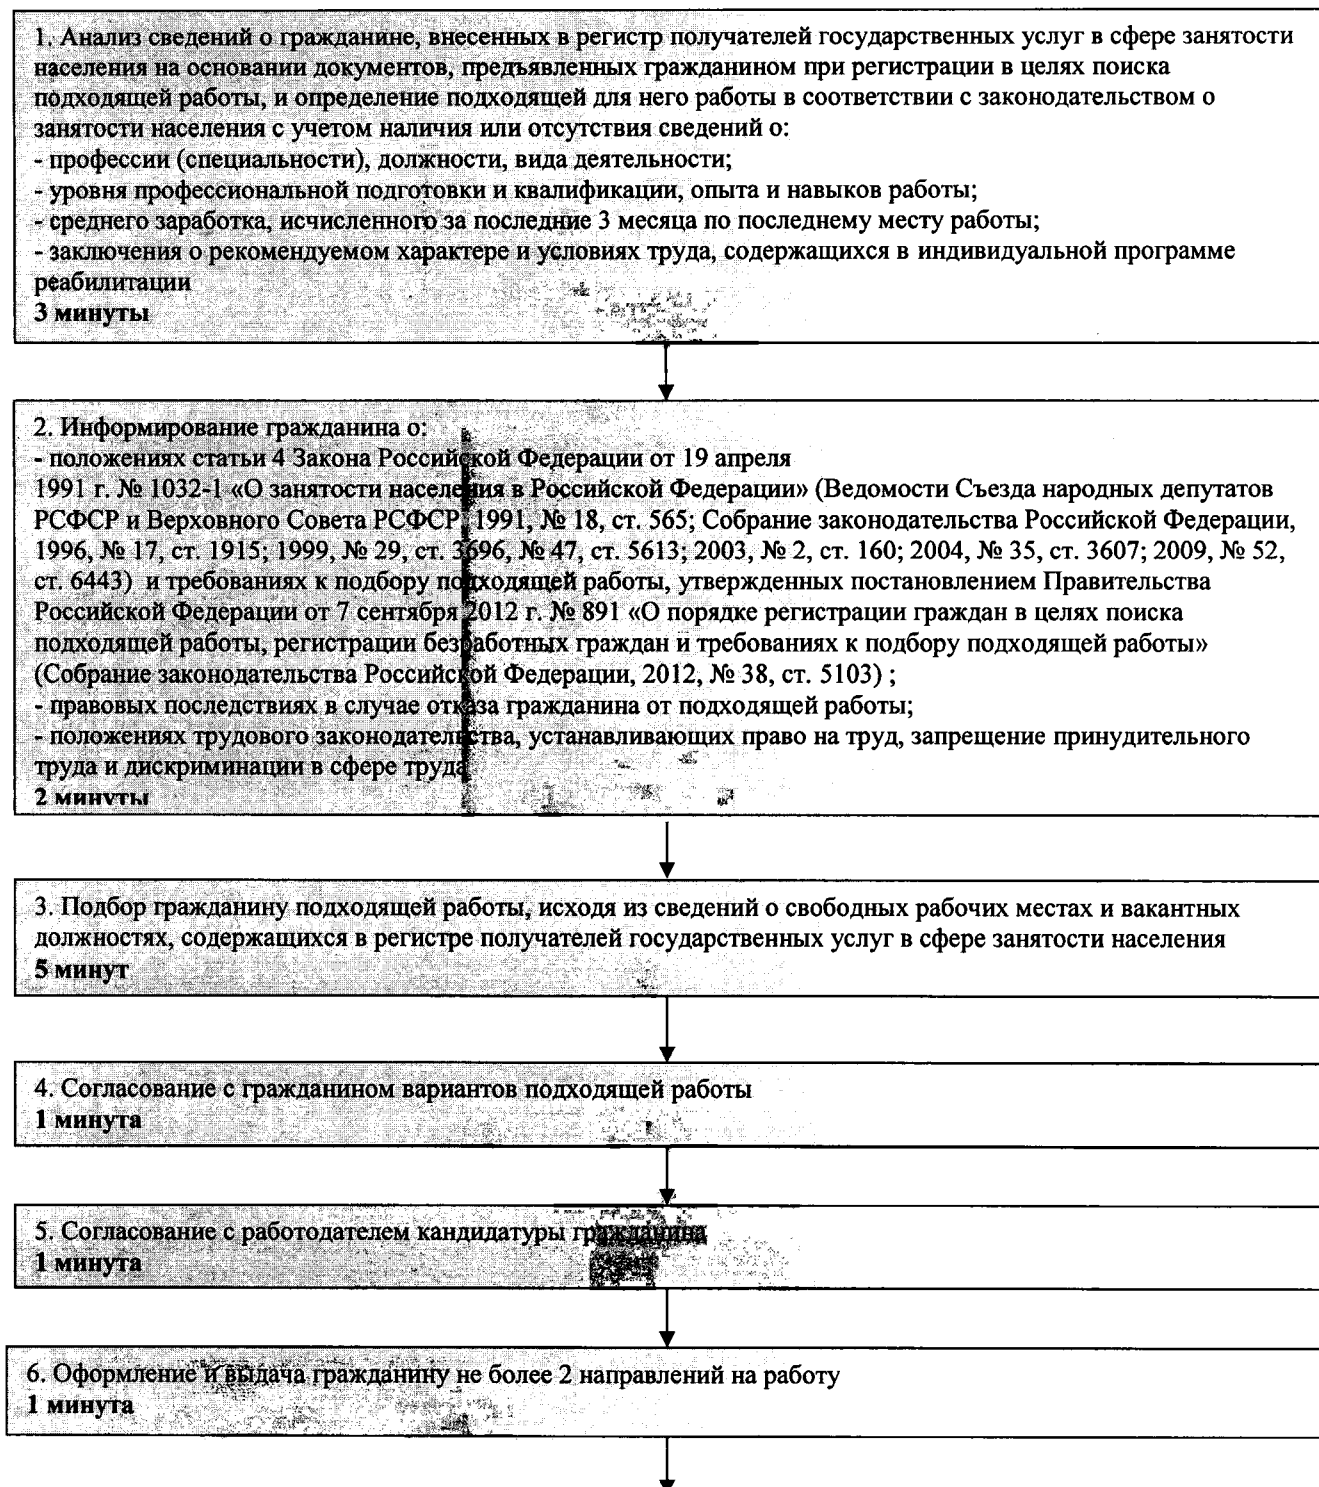 1. Анализ сведений о гражданине, внесенных в регистр получателей государственных услуг в сфере занятости
населения на основании документов, предъявленных гражданином при регистрации в целях поиска
подходящей работы, и определение подходящей для него работы в соответствии с законодательством о
занятости населения с учетом наличия или отсутствия сведений о:
- профессии (специальности), должности, вида деятельности;
- уровня профессиональной подготовки и квалификации, опыта и навыков работы;
- среднего заработка, исчисленного за последние 3 месяца по последнему месту работы;
- заключения о рекомендуемом характере и условиях труда, содержащихся в индивидуальной программе
реабилитации
3 минуты
2. Информирование гражданина о:
- положениях статьи 4 Закона Российской Федерации от 19 апреля
1991 г. № 1032-1 «О занятости населения в Российской Федерации» (Ведомости Съезда народных депутатов
РСФСР и Верховного Совета РСФСР, 1991, № 18, ст. 565; Собрание законодательства Российской Федерации,
1996, № 17, ст. 1915; 1999, № 29, ст. 3696, № 47, ст. 5613; 2003, № 2, ст. 160; 2004, № 35, ст. 3607; 2009, № 52,
ст. 6443) и требованиях к подбору подходящей работы, утвержденных постановлением Правительства
Российской Федерации от 7 сентября 2012 г. № 891 «О порядке регистрации граждан в целях поиска
подходящей работы, регистрации безработных граждан и требованиях к подбору подходящей работы»
(Собрание законодательства Российской Федерации, 2012, № 38, ст. 5103) ;
- правовых последствиях в случае отказа гражданина от подходящей работы;
- положениях трудового законодательства, устанавливающих право на труд, запрещение принудительного
труда и дискриминации в сфере труда
2 минуты
3. Подбор гражданину подходящей работы, исходя из сведений о свободных рабочих местах и вакантных
должностях, содержащихся в регистре получателей государственных услуг в сфере занятости населения
5 минут
4. Согласование с гражданином вариантов подходящей работы
1 минута
5. Согласование с работодателем кандидатуры гражданина
1 минута
6. Оформление и выдача гражданину не более 2 направлений на работу
1 минута